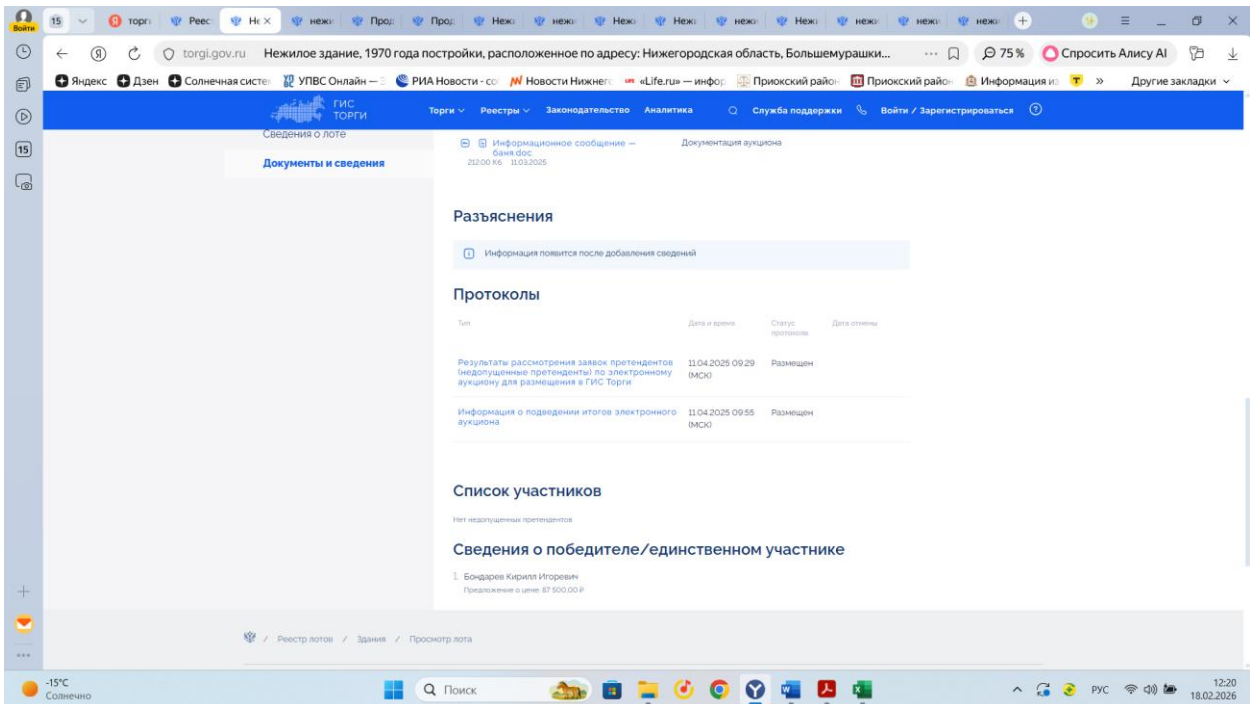 Войти
15
торги
Реес
Не
нежи
Прод
Прод
Нежи
нежи
Нежи
Нежи
нежи
Нежи
нежи
нежи
нежи
torgi.gov.ru
Нежилое здание, 1970 года постройки, расположенное по адресу: Нижегородская область, Большемурашки...
75 %
Спросить Алису AI
Яндекс
Дзен
Солнечная систе
УПВС Онлайн —
РИА Новости - со
Новости Нижнег
«Life.ru» — инфор
Приокский район
Приокский район
Информация из
»
Другие закладки
ГИС
ТОРГИ
Торги
Реестры
Законодательство
Аналитика
Служба поддержки
Войти / Зарегистрироваться
15
Сведения о лоте
Документы и сведения
Информационное сообщение —
баня.doc
212.00 Кб 11.03.2025
Документация аукциона
Разъяснения
Информация появится после добавления сведений
Протоколы
Тип
Дата и время
Статус
протокола
Дата отмены
Результаты рассмотрения заявок претендентов
(недопущенные претенденты) по электронному
аукциону для размещения в ГИС Торги
11.04.2025 09:29
(МСК)
Размещен
Информация о подведении итогов электронного
аукциона
11.04.2025 09:55
(МСК)
Размещен
Список участников
Нет недопущенных претендентов
Сведения о победителе/единственном участнике
1. Бондарев Кирилл Игоревич
Предложение о цене: 87 500,00 ₽
/ Реестр лотов / Здания / Просмотр лота
-15°C
Солнечно
Поиск
РУС
12:20
18.02.2026